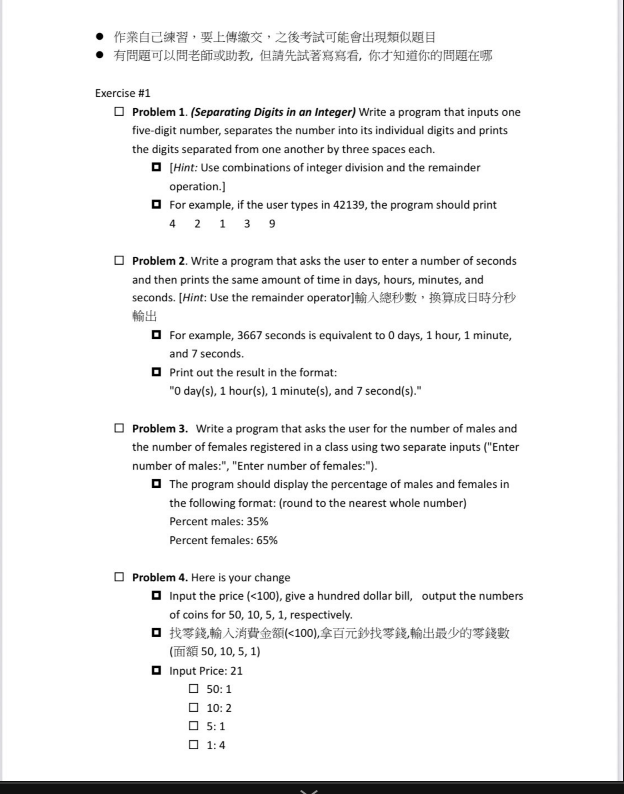 ● 作業自己練習，要上傳繳交，之後考試可能會出現類似題目
● 有問題可以問老師或助教, 但請先試著寫寫看, 你才知道你的問題在哪
Exercise #1
☐ Problem 1. (Separating Digits in an Integer) Write a program that inputs one
five-digit number, separates the number into its individual digits and prints
the digits separated from one another by three spaces each.
◘ [Hint: Use combinations of integer division and the remainder
operation.]
◘ For example, if the user types in 42139, the program should print
4   2   1   3   9
☐ Problem 2. Write a program that asks the user to enter a number of seconds
and then prints the same amount of time in days, hours, minutes, and
seconds. [Hint: Use the remainder operator]輸入總秒數，換算成日時分秒
輸出
◘ For example, 3667 seconds is equivalent to 0 days, 1 hour, 1 minute,
and 7 seconds.
◘ Print out the result in the format:
"0 day(s), 1 hour(s), 1 minute(s), and 7 second(s)."
☐ Problem 3. Write a program that asks the user for the number of males and
the number of females registered in a class using two separate inputs ("Enter
number of males:", "Enter number of females:").
◘ The program should display the percentage of males and females in
the following format: (round to the nearest whole number)
Percent males: 35%
Percent females: 65%
☐ Problem 4. Here is your change
◘ Input the price (<100), give a hundred dollar bill, output the numbers
of coins for 50, 10, 5, 1, respectively.
◘ 找零錢,輸入消費金額(<100),拿百元鈔找零錢,輸出最少的零錢數
(面額 50, 10, 5, 1)
◘ Input Price: 21
☐ 50: 1
☐ 10: 2
☐ 5: 1
☐ 1: 4